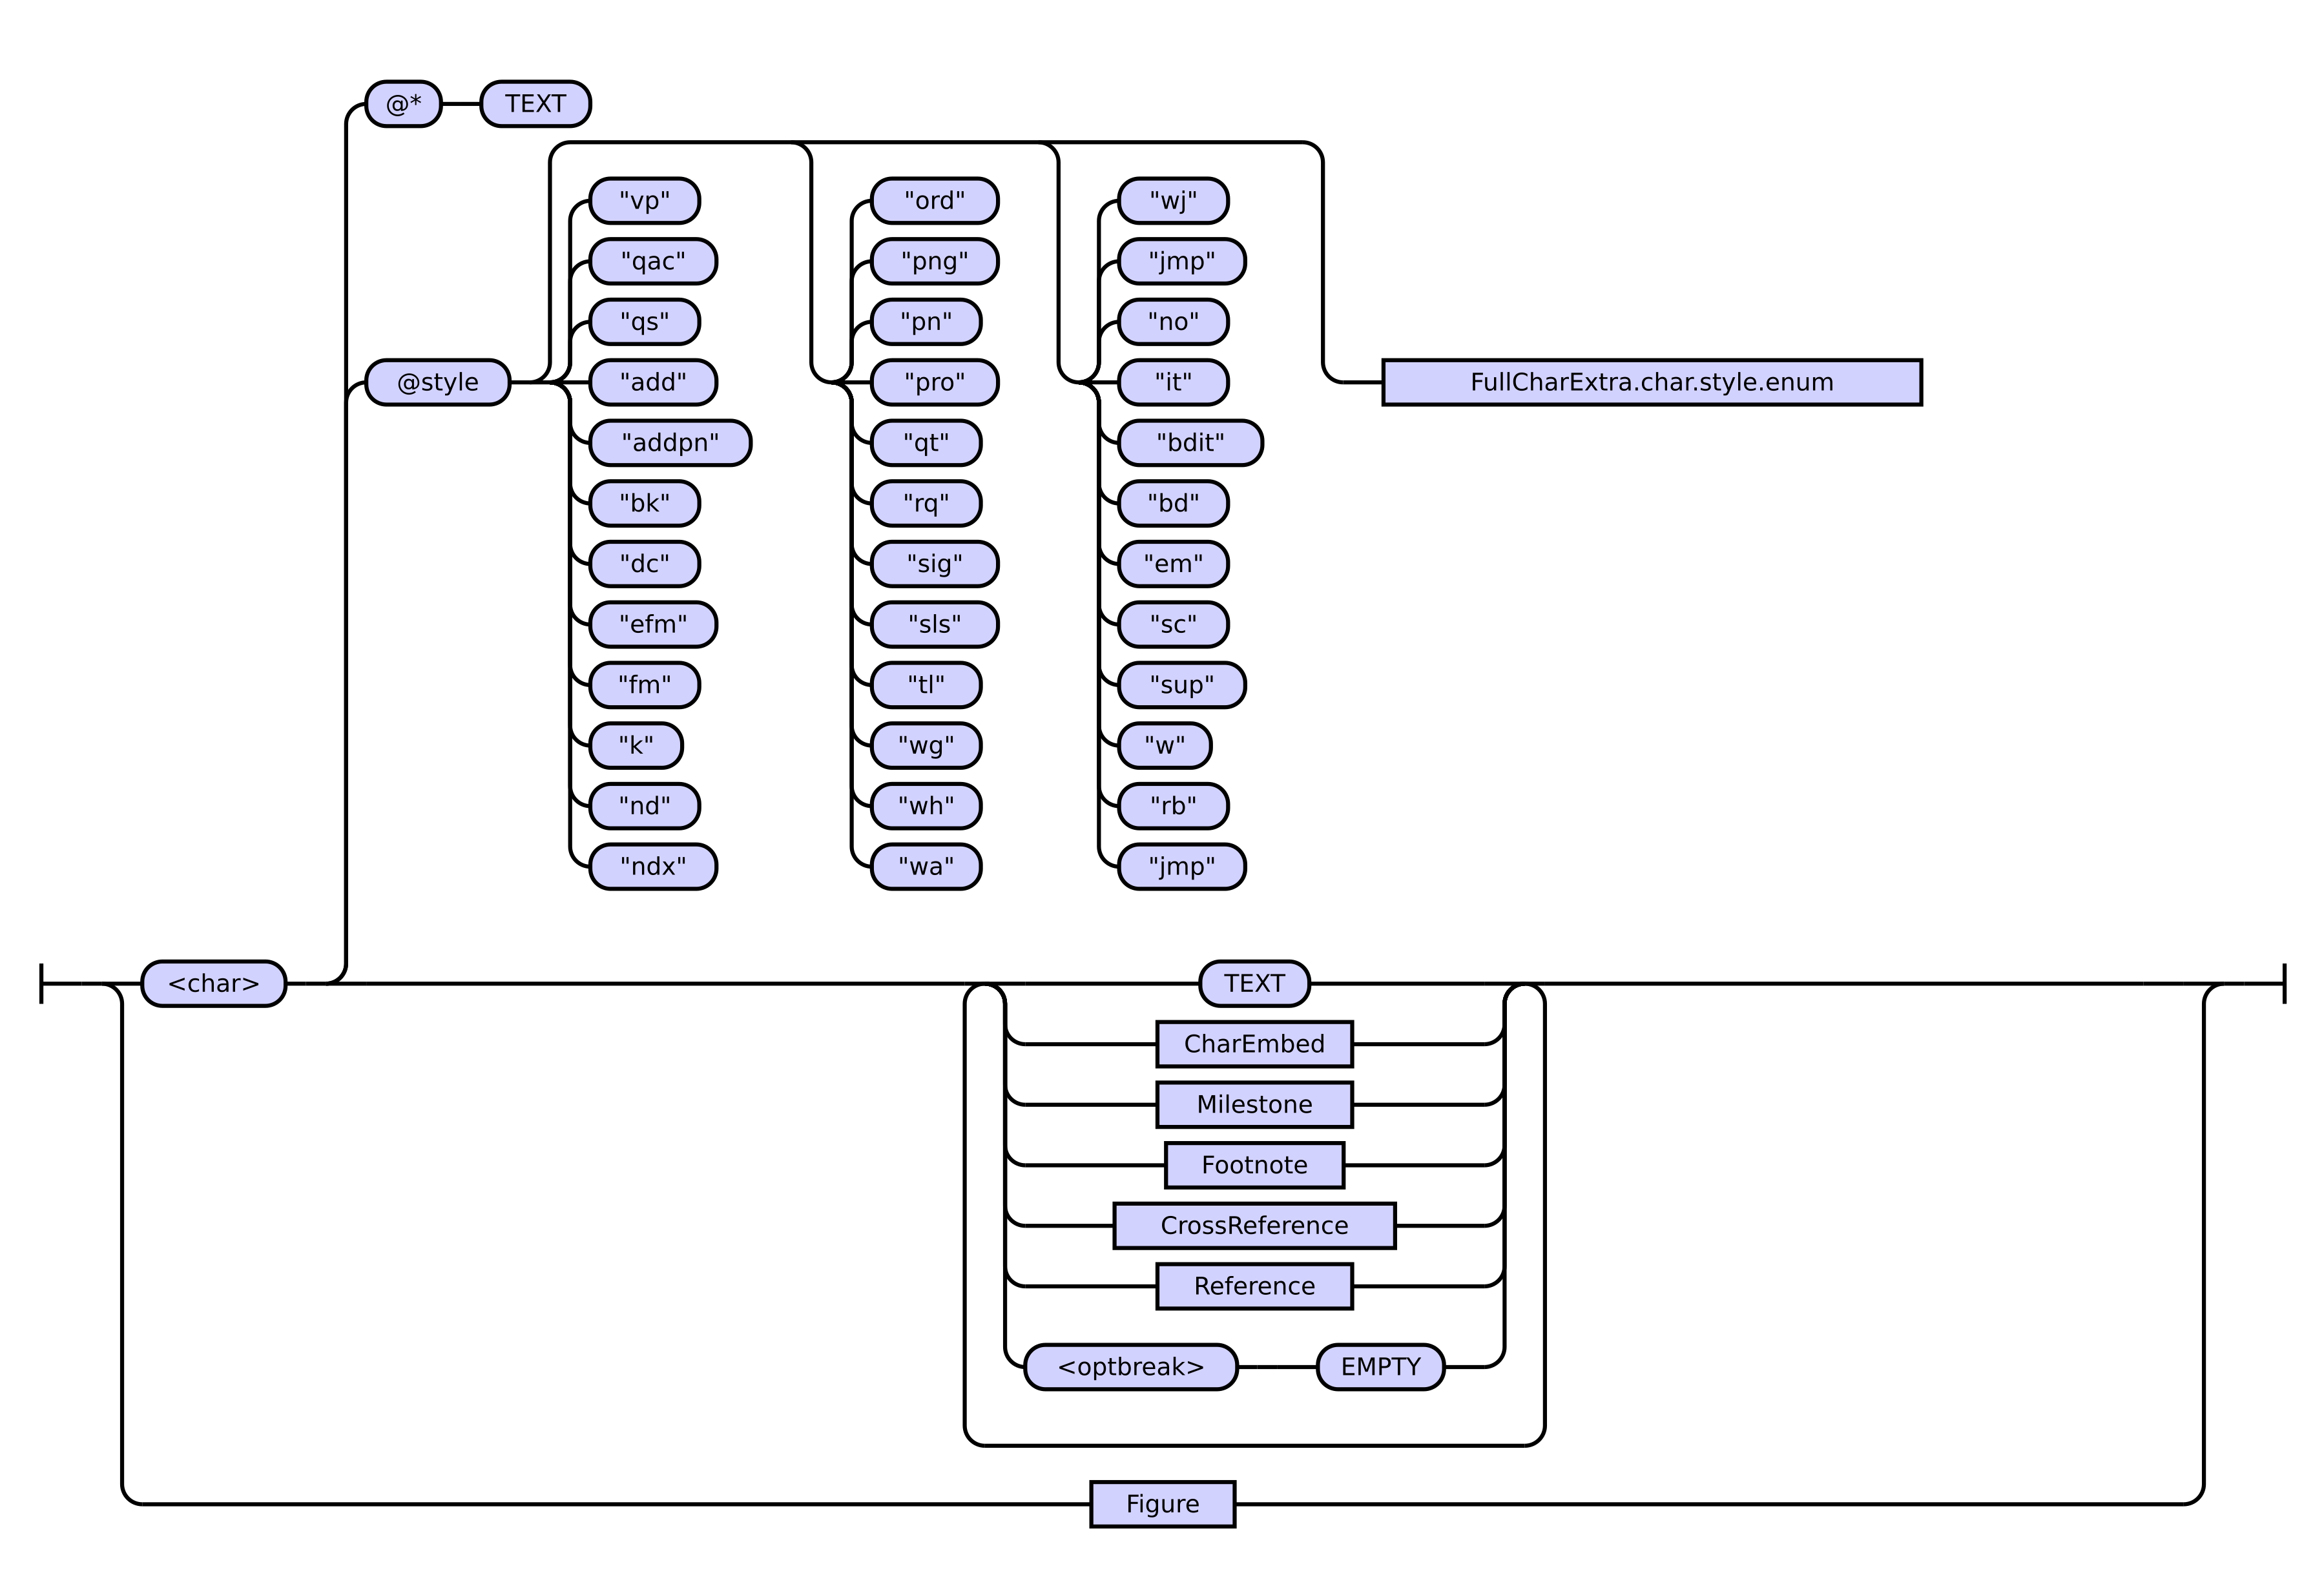 @* TEXT
"vp" "ord" "wj"
"qac" "png" "jmp"
"qs" "pn" "no"
@style "add" "pro" "it" FullCharExtra.char.style.enum
"addpn" "qt" "bdit"
"bk" "rq" "bd"
"dc" "sig" "em"
"efm" "sls" "sc"
"fm" "tl" "sup"
"k" "wg" "w"
"nd" "wh" "rb"
"ndx" "wa" "jmp"
<char> TEXT
CharEmbed
Milestone
Footnote
CrossReference
Reference
<optbreak> EMPTY
Figure